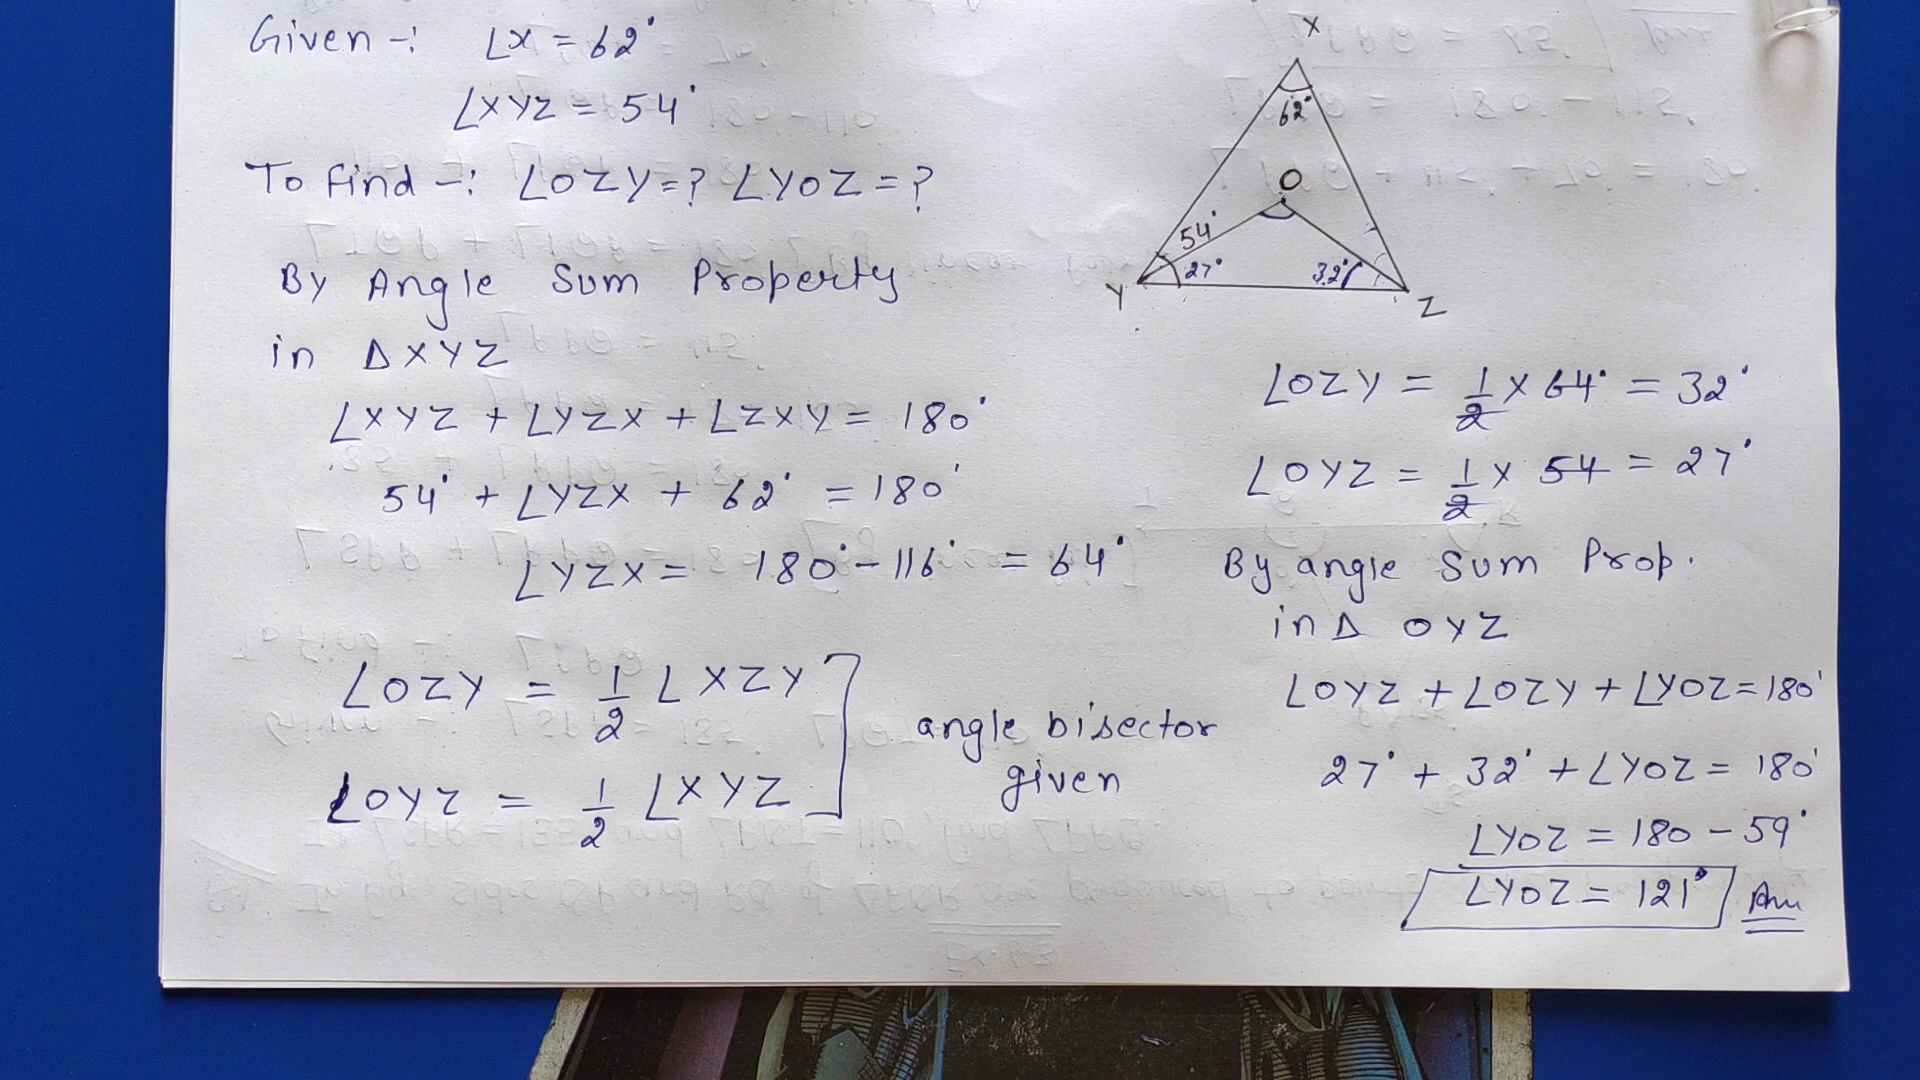 Given -: ∠X = 62°
∠XYZ = 54°
To find -: ∠OZY = ? ∠YOZ = ?
By Angle Sum Property
in ΔXYZ
∠XYZ + ∠YZX + ∠ZXY = 180°
54° + ∠YZX + 62° = 180°
∠YZX = 180° - 116° = 64°
∠OZY = 1/2 ∠XZY
∠OYZ = 1/2 ∠XYZ
angle bisector
given
X
62°
O
54°
27°
32°
Y
Z
∠OZY = 1/2 × 64° = 32°
∠OYZ = 1/2 × 54 = 27°
By angle Sum Prop.
in Δ OYZ
∠OYZ + ∠OZY + ∠YOZ = 180°
27° + 32° + ∠YOZ = 180°
∠YOZ = 180 - 59°
∠YOZ = 121° Ans